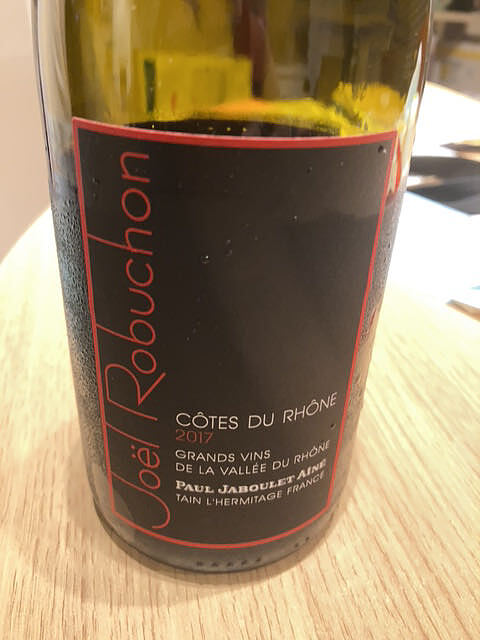 Joël Robuchon
CÔTES DU RHÔNE
2017
GRANDS VINS
DE LA VALLÉE DU RHÔNE
PAUL JABOULET AÎNÉ
TAIN L'HERMITAGE FRANCE